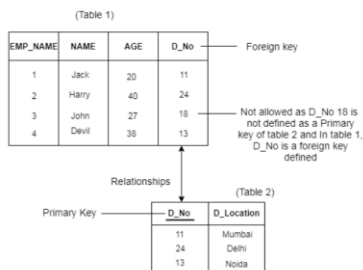 (Table 1)
EMP_NAME NAME AGE D_No
Foreign key
1 Jack 20 11
2 Harry 40 24
3 John 27 18
4 Devil 38 13
Not allowed as D_No 18 is
not defined as a Primary
key of table 2 and In table 1,
D_No is a foreign key
defined
Relationships
(Table 2)
Primary Key
D_No D_Location
11 Mumbai
24 Delhi
13 Noida